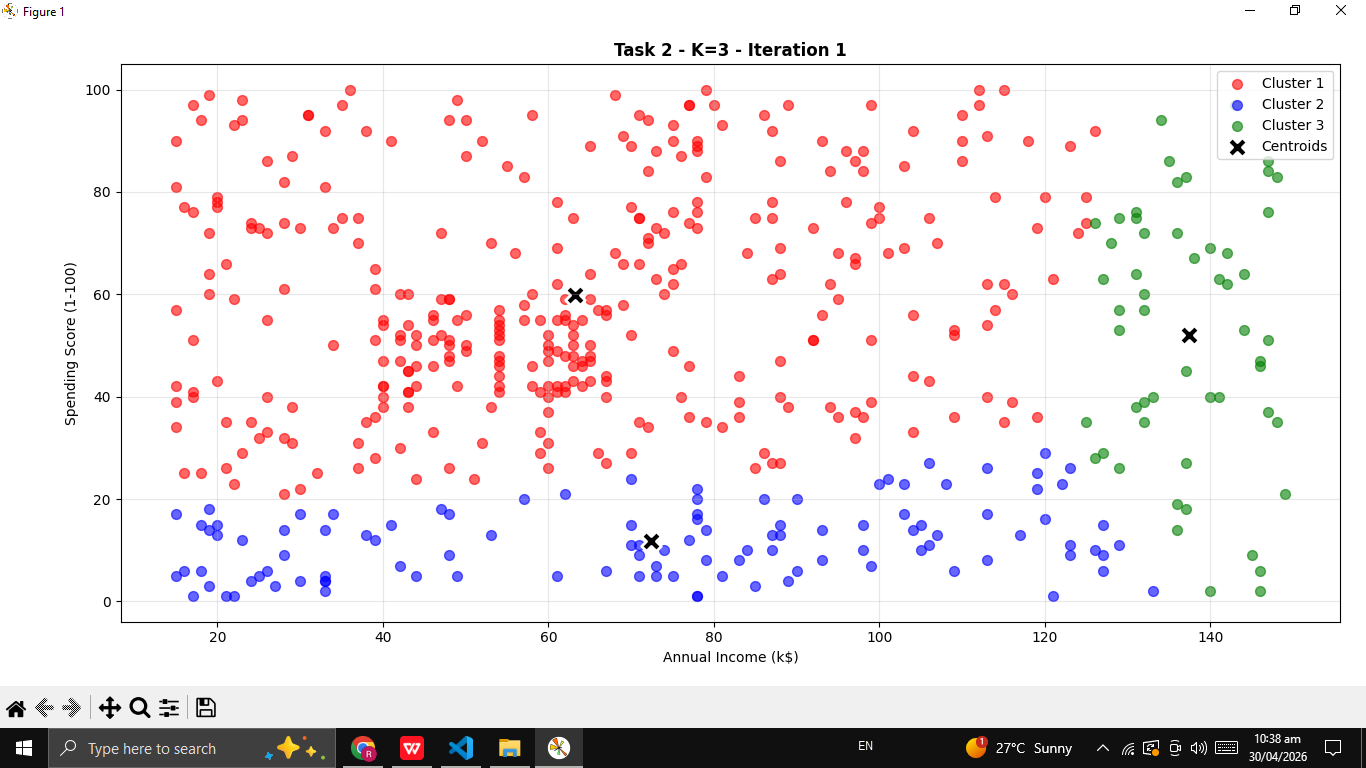 Figure 1
Task 2 - K=3 - Iteration 1
Cluster 1
Cluster 2
Cluster 3
Centroids
Spending Score (1-100)
100
80
60
40
20
0
20 40 60 80 100 120 140
Annual Income (k$)
Type here to search
R
W
EN
1
27°C Sunny
10:38 am
30/04/2026